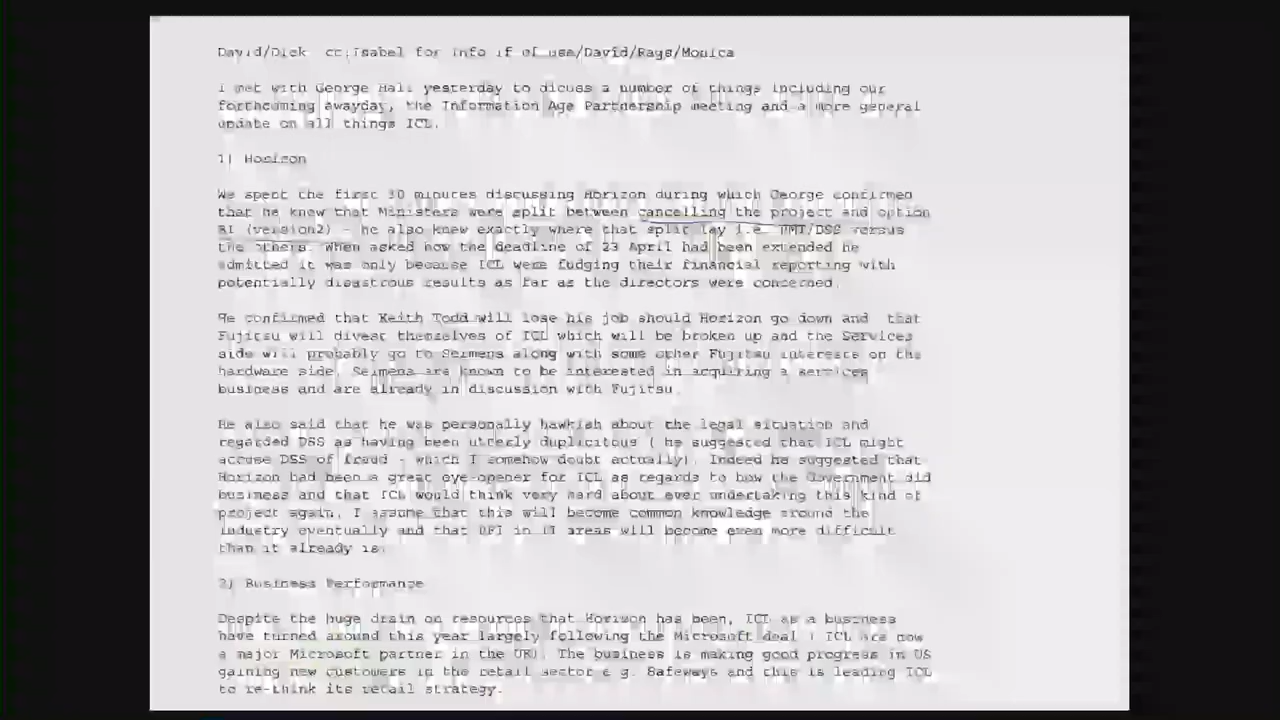 David/Dick cc:Isabel for info if of use/David/Rags/Monica
I met with George Hall yesterday to dicuss a number of things including our
forthcoming awayday, the Information Age Partnership meeting and a more general
update on all things ICL.
1) Horizon
We spent the first 30 minutes discussing Horizon during which George confirmed
that he knew that Ministers were split between cancelling the project and option
B1 (version2) - he also knew exactly where that split lay i.e. HMT/DSS versus
the others. When asked how the deadline of 23 April had been extended he
admitted it was only because ICL were fudging their financial reporting with
potentially disastrous results as far as the directors were concerned.
He confirmed that Keith Todd will lose his job should Horizon go down and that
Fujitsu will divest themselves of ICL which will be broken up and the Services
side will probably go to Seimens along with some other Fujitsu interests on the
hardware side. Seimens are known to be interested in acquiring a services
business and are already in discussion with Fujitsu.
He also said that he was personally hawkish about the legal situation and
regarded DSS as having been utterly duplicitous ( he suggested that ICL might
accuse DSS of fraud - which I somehow doubt actually). Indeed he suggested that
Horizon had been a great eye-opener for ICL as regards to how the Government did
business and that ICL would think very hard about ever undertaking this kind of
project again. I assume that this will become common knowledge around the
industry eventually and that PFI in IT areas will become even more difficult
than it already is.
2) Business Performance
Despite the huge drain on resources that Horizon has been, ICL as a business
have turned around this year largely following the Microsoft deal ( ICL are now
a major Microsoft partner in the UK). The business is making good progress in US
gaining new customers in the retail sector e.g. Safeways and this is leading ICL
to re-think its retail strategy.